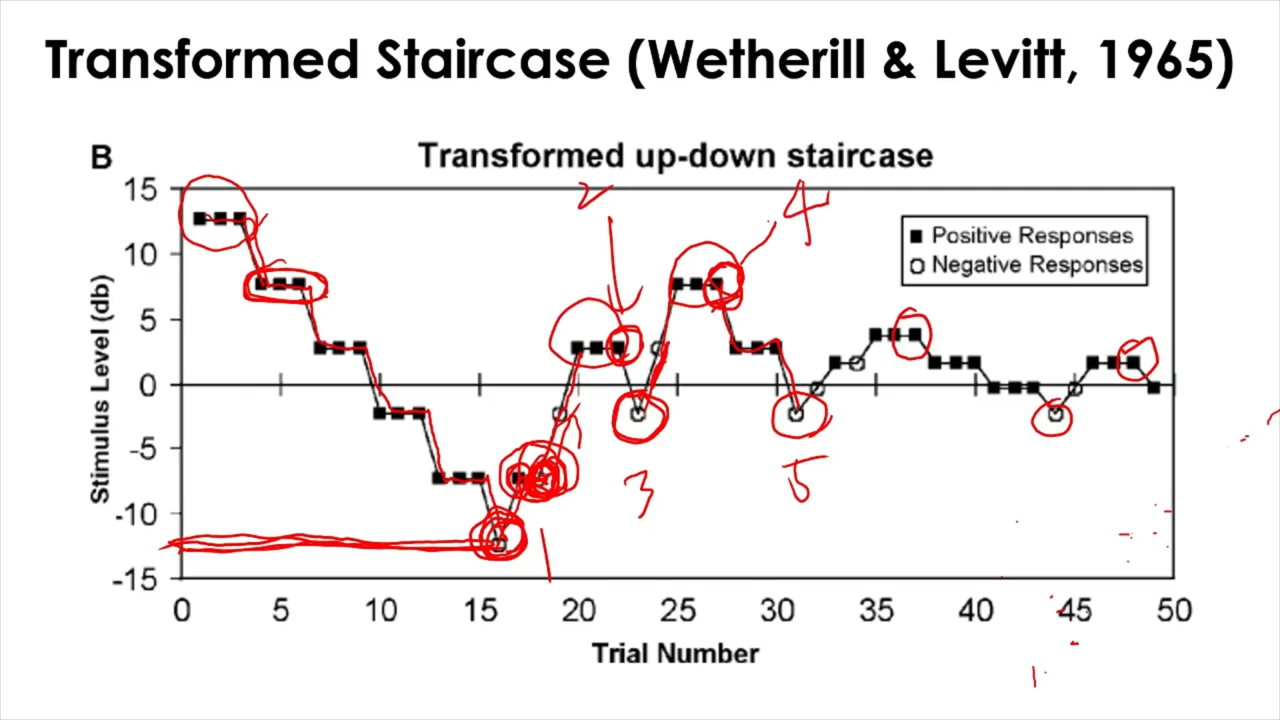 Transformed Staircase (Wetherill & Levitt, 1965)
B
Transformed up-down staircase
15
10
5
0
-5
-10
-15
Stimulus Level (db)
Positive Responses
Negative Responses
2
4
3
5
1
0 5 10 15 20 25 30 35 40 45 50
Trial Number